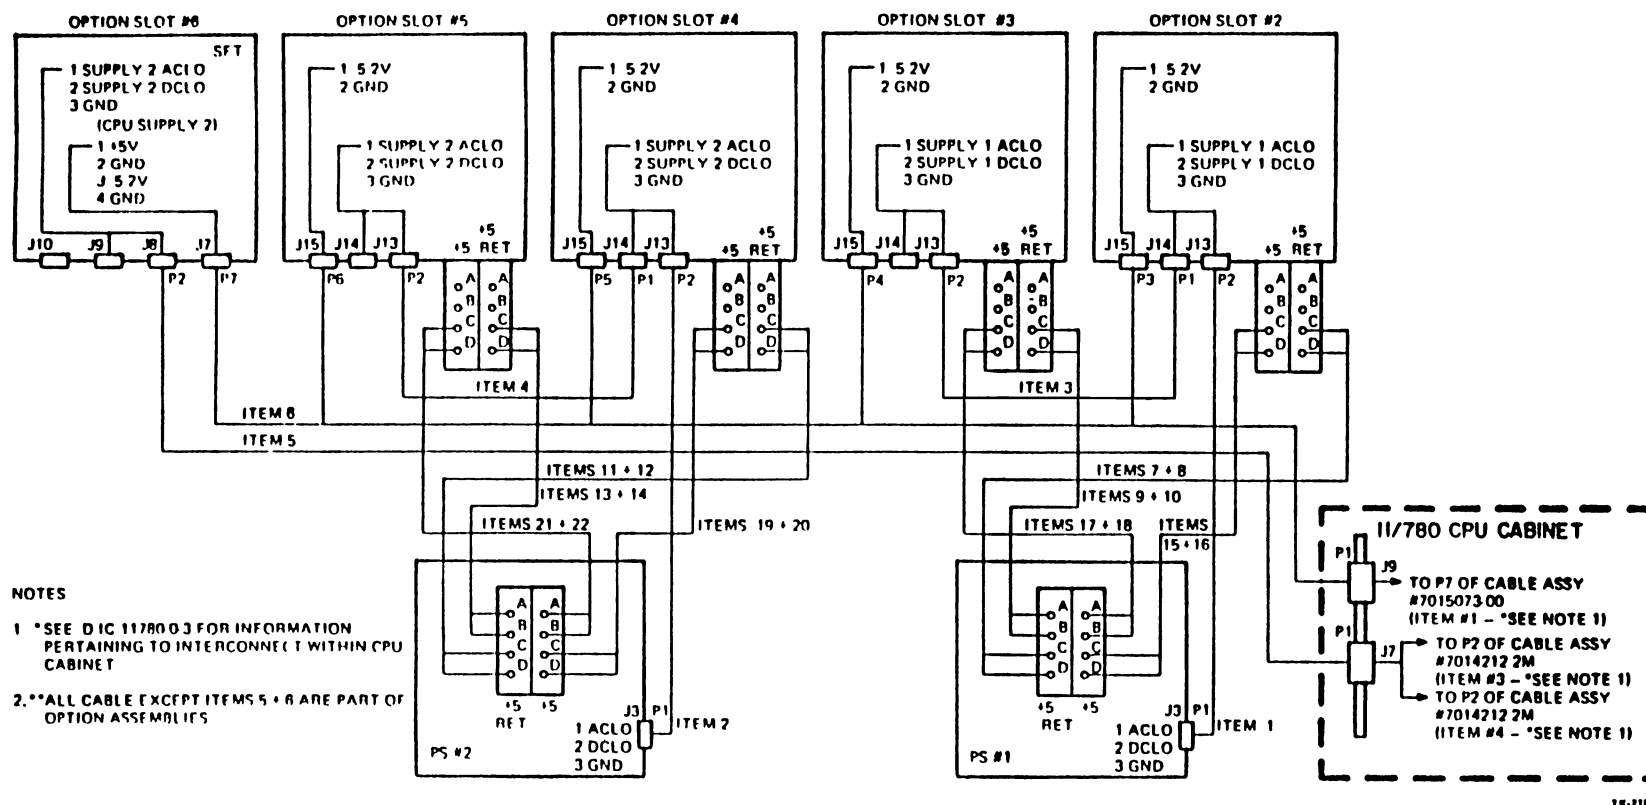 OPTION SLOT #6
SET
1 SUPPLY 2 ACLO
2 SUPPLY 2 DCLO
3 GND
(CPU SUPPLY 2)
1 +5V
2 GND
3 5.2V
4 GND
J10 J9 J8 J7
P2 P7
OPTION SLOT #5
1 5.2V
2 GND
1 SUPPLY 2 ACLO
2 SUPPLY 2 DCLO
3 GND
J15 J14 J13 +5 +5 RET
P6 P2
A A
B B
C C
D D
OPTION SLOT #4
1 5.2V
2 GND
1 SUPPLY 2 ACLO
2 SUPPLY 2 DCLO
3 GND
J15 J14 J13 +5 +5 RET
P5 P1 P2
A A
B B
C C
D D
OPTION SLOT #3
1 5.2V
2 GND
1 SUPPLY 1 ACLO
2 SUPPLY 1 DCLO
3 GND
J15 J14 J13 +5 +5 RET
P4 P2
A A
B B
C C
D D
OPTION SLOT #2
1 5.2V
2 GND
1 SUPPLY 1 ACLO
2 SUPPLY 1 DCLO
3 GND
J15 J14 J13 +5 +5 RET
P3 P1 P2
A A
B B
C C
D D
ITEM 4
ITEM 3
ITEM 6
ITEM 5
ITEMS 11 + 12
ITEMS 13 + 14
ITEMS 21 + 22
ITEMS 19 + 20
ITEMS 7 + 8
ITEMS 9 + 10
ITEMS 17 + 18
ITEMS
15 + 16
A A
B B
C C
D D
+5 +5
RET
PS #2
J3 P1
1 ACLO
2 DCLO
3 GND
ITEM 2
A A
B B
C C
D D
+5 +5
RET
PS #1
J3 P1
1 ACLO
2 DCLO
3 GND
ITEM 1
11/780 CPU CABINET
P1
J9
TO P7 OF CABLE ASSY
#7015073-00
(ITEM #1 – *SEE NOTE 1)
P1
J7
TO P2 OF CABLE ASSY
#7014212 2M
(ITEM #3 – *SEE NOTE 1)
TO P2 OF CABLE ASSY
#7014212 2M
(ITEM #4 – *SEE NOTE 1)
NOTES
1 *SEE D IC 11780 0 3 FOR INFORMATION
PERTAINING TO INTERCONNECT WITHIN CPU
CABINET
2. **ALL CABLE EXCEPT ITEMS 5 + 6 ARE PART OF
OPTION ASSEMBLIES